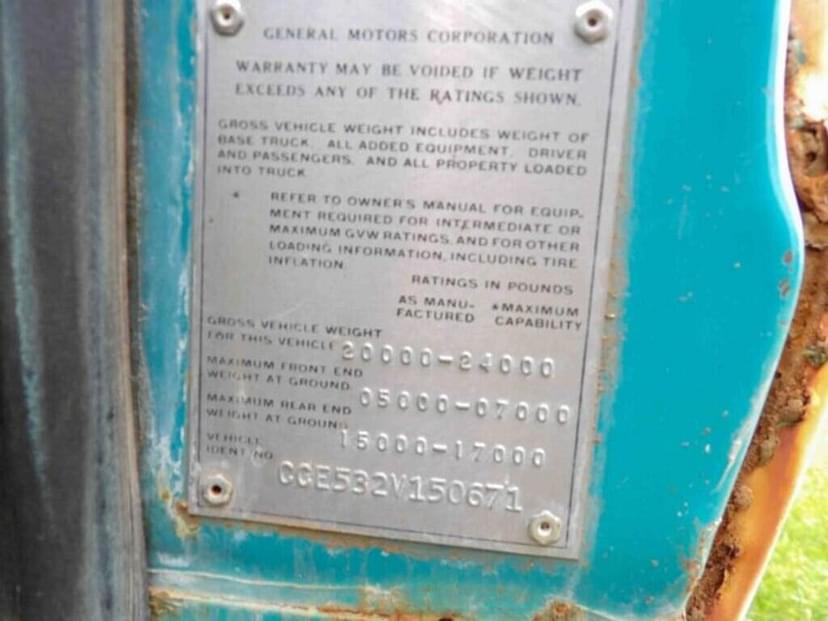 GENERAL MOTORS CORPORATION
WARRANTY MAY BE VOIDED IF WEIGHT
EXCEEDS ANY OF THE RATINGS SHOWN.
GROSS VEHICLE WEIGHT INCLUDES WEIGHT OF
BASE TRUCK, ALL ADDED EQUIPMENT, DRIVER
AND PASSENGERS, AND ALL PROPERTY LOADED
INTO TRUCK.
* REFER TO OWNER'S MANUAL FOR EQUIP-
MENT REQUIRED FOR INTERMEDIATE OR
MAXIMUM GVW RATINGS, AND FOR OTHER
LOADING INFORMATION, INCLUDING TIRE
INFLATION.
RATINGS IN POUNDS
AS MANU- *MAXIMUM
FACTURED CAPABILITY
GROSS VEHICLE WEIGHT
FOR THIS VEHICLE 20000-24000
MAXIMUM FRONT END
WEIGHT AT GROUND 05000-07000
MAXIMUM REAR END
WEIGHT AT GROUND 15000-17000
VEHICLE
IDENT NO. CCE532V150671